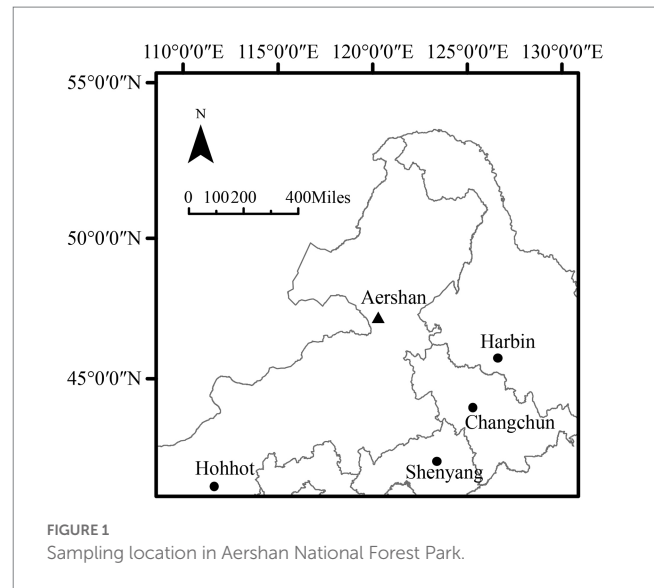 110°0′0″E 115°0′0″E 120°0′0″E 125°0′0″E 130°0′0″E
55°0′0″N
N
0 100 200 400Miles
50°0′0″N
Aershan
Harbin
45°0′0″N
Changchun
Hohhot
Shenyang
FIGURE 1
Sampling location in Aershan National Forest Park.